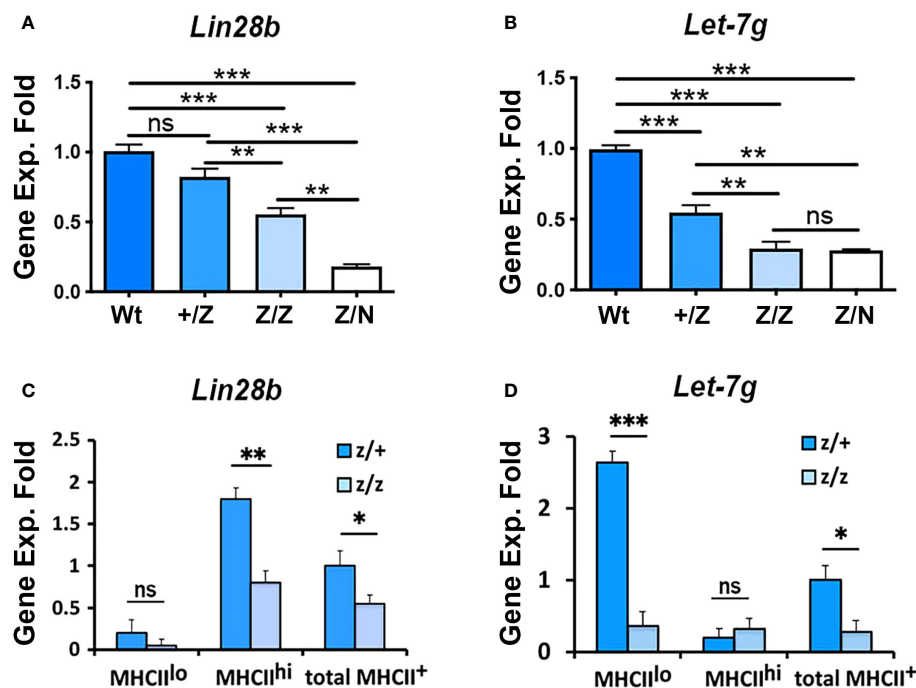 A
Lin28b
Gene Exp. Fold
1.5
1.0
0.5
0.0
***
***
ns
***
**
**
Wt +/Z Z/Z Z/N
B
Let-7g
Gene Exp. Fold
1.5
1.0
0.5
0.0
***
***
***
**
**
ns
Wt +/Z Z/Z Z/N
C
Lin28b
Gene Exp. Fold
2.5
2
1.5
1
0.5
0
z/+
z/z
ns
**
*
MHCIIlo MHCIIhi total MHCII+
D
Let-7g
Gene Exp. Fold
3
2
1
0
z/+
z/z
***
ns
*
MHCIIlo MHCIIhi total MHCII+